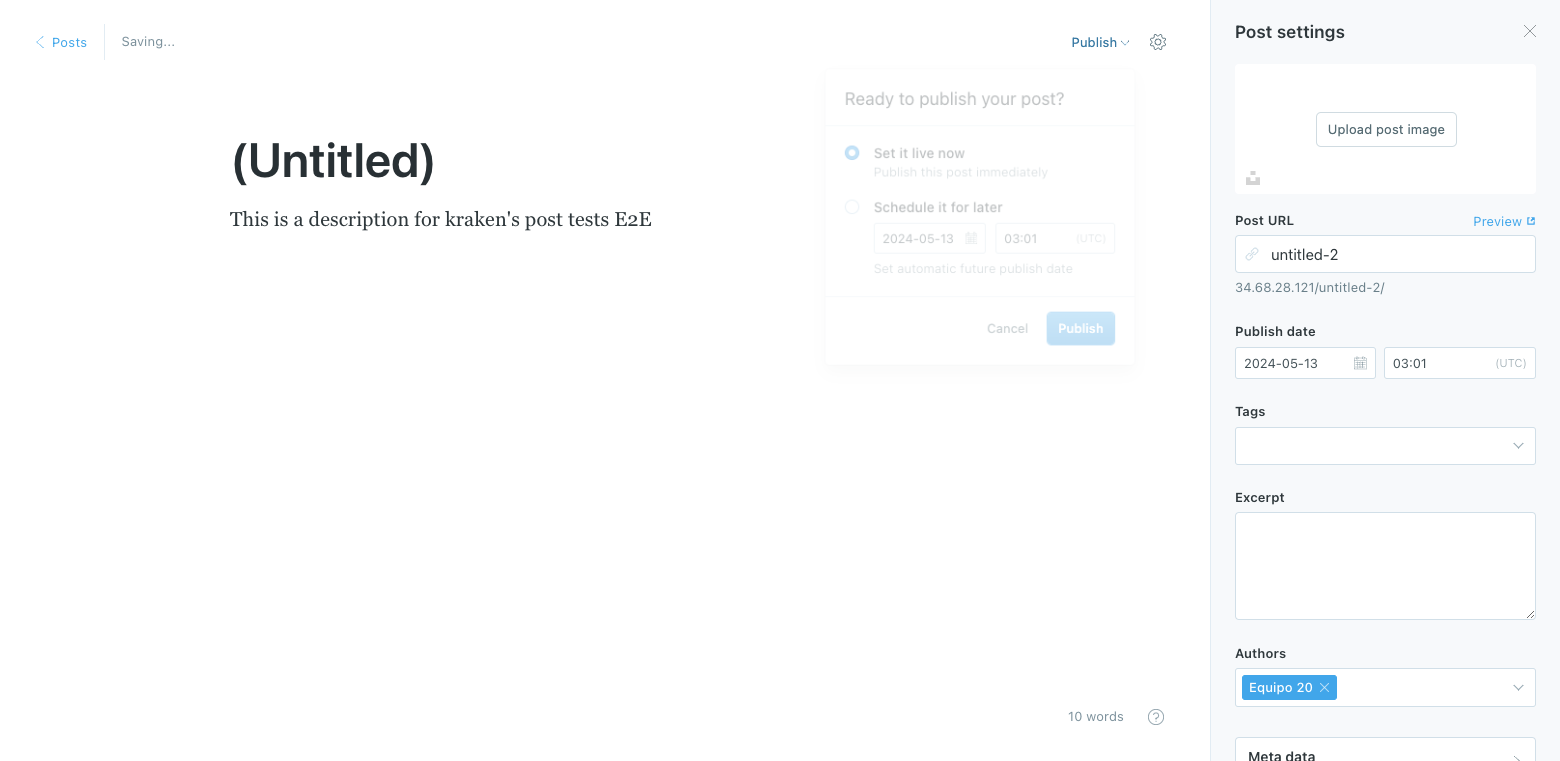 Posts
Saving...
Publish
(Untitled)
This is a description for kraken's post tests E2E
Ready to publish your post?
Set it live now
Publish this post immediately
Schedule it for later
2024-05-13
03:01
(UTC)
Set automatic future publish date
Cancel
Publish
10 words
?
Post settings
Upload post image
Post URL
Preview
untitled-2
34.68.28.121/untitled-2/
Publish date
2024-05-13
03:01
(UTC)
Tags
Excerpt
Authors
Equipo 20
Meta data